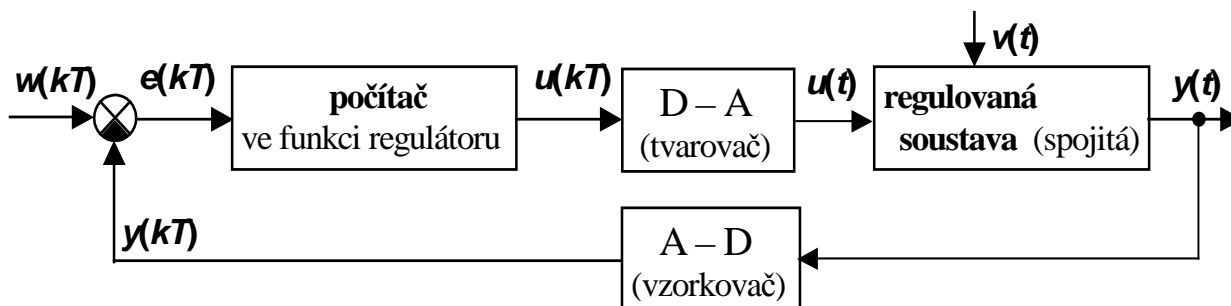 v(t)
w(kT)
e(kT)
počítač
ve funkci regulátoru
u(kT)
D – A
(tvarovač)
u(t)
regulovaná
soustava (spojitá)
y(t)
y(kT)
A – D
(vzorkovač)